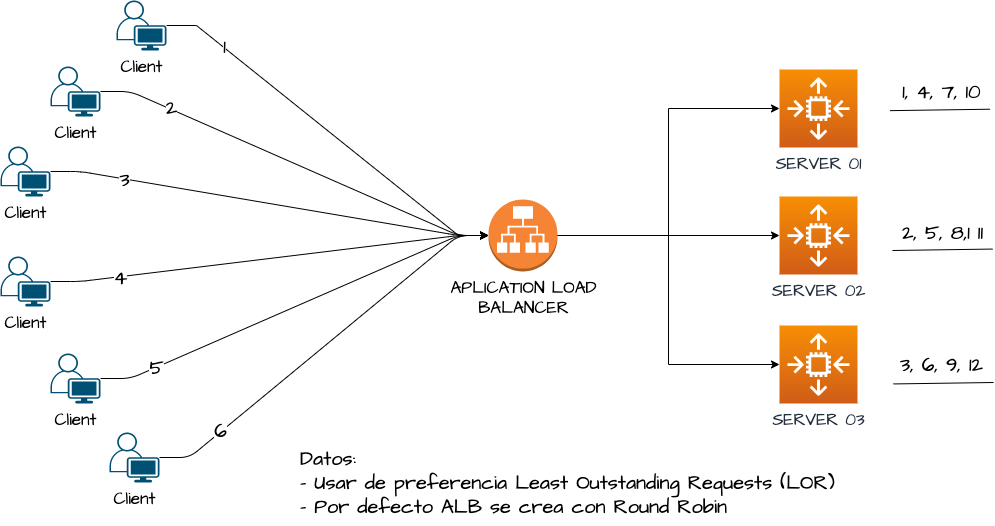 1
Client
2
Client
3
Client
4
Client
5
Client
6
Client
APLICATION LOAD
BALANCER
1, 4, 7, 10
SERVER 01
2, 5, 8,1 11
SERVER 02
3, 6, 9, 12
SERVER 03
Datos:
- Usar de preferencia Least Outstanding Requests (LOR)
- Por defecto ALB se crea con Round Robin